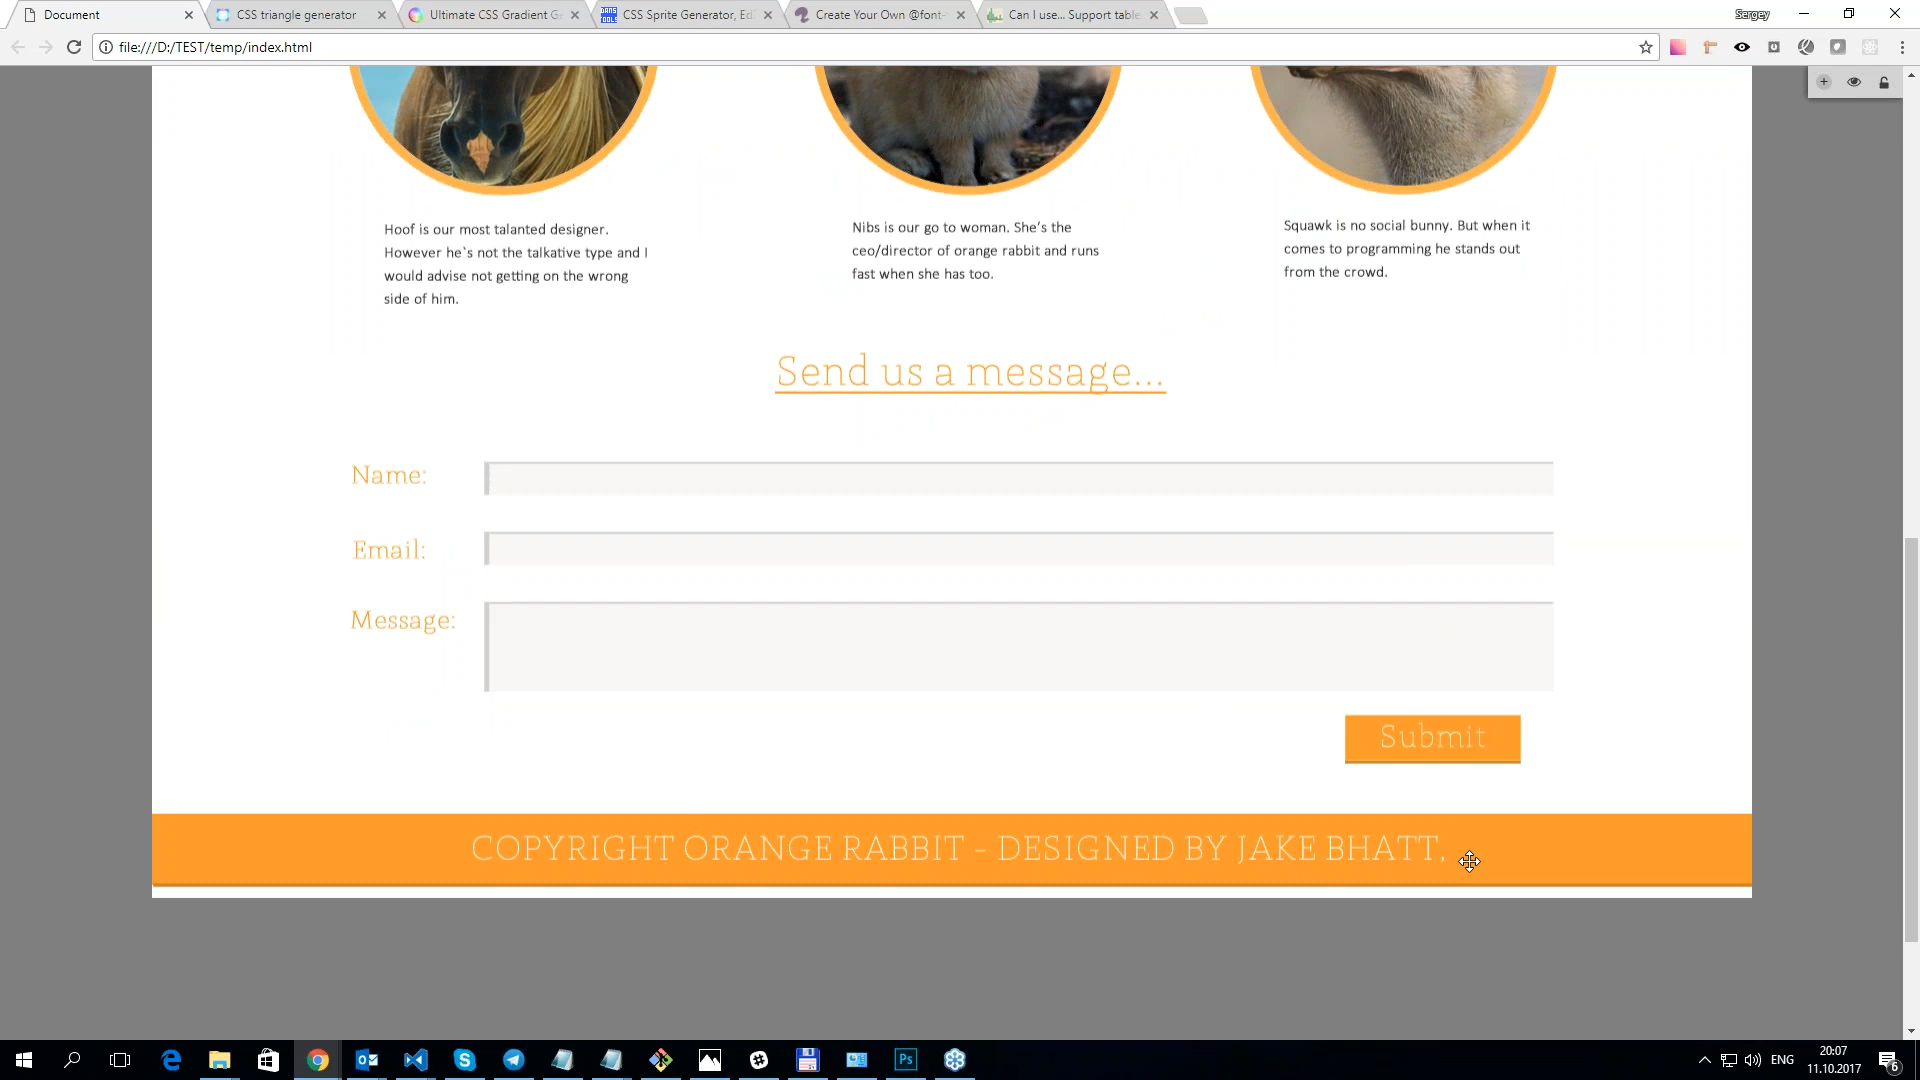 Document
CSS triangle generator
Ultimate CSS Gradient G
CSS Sprite Generator, Ed
Create Your Own @font-
Can I use... Support table
Sergey
file:///D:/TEST/temp/index.html
Hoof is our most talanted designer.
However he`s not the talkative type and I
would advise not getting on the wrong
side of him.
Nibs is our go to woman. She's the
ceo/director of orange rabbit and runs
fast when she has too.
Squawk is no social bunny. But when it
comes to programming he stands out
from the crowd.
Send us a message...
Name:
Email:
Message:
Submit
COPYRIGHT ORANGE RABBIT - DESIGNED BY JAKE BHATT,
ENG
20:07
11.10.2017
6